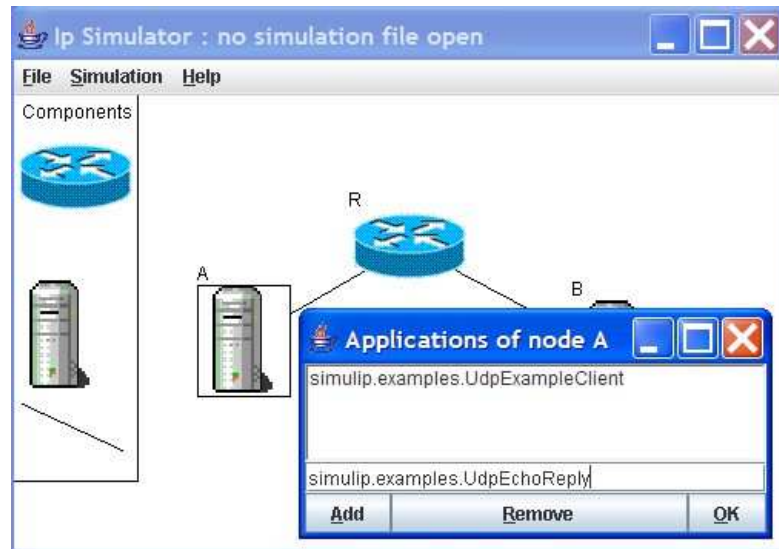 Ip Simulator : no simulation file open
File Simulation Help
Components
R
A
B
Applications of node A
simulip.examples.UdpExampleClient
simulip.examples.UdpEchoReply
Add Remove OK